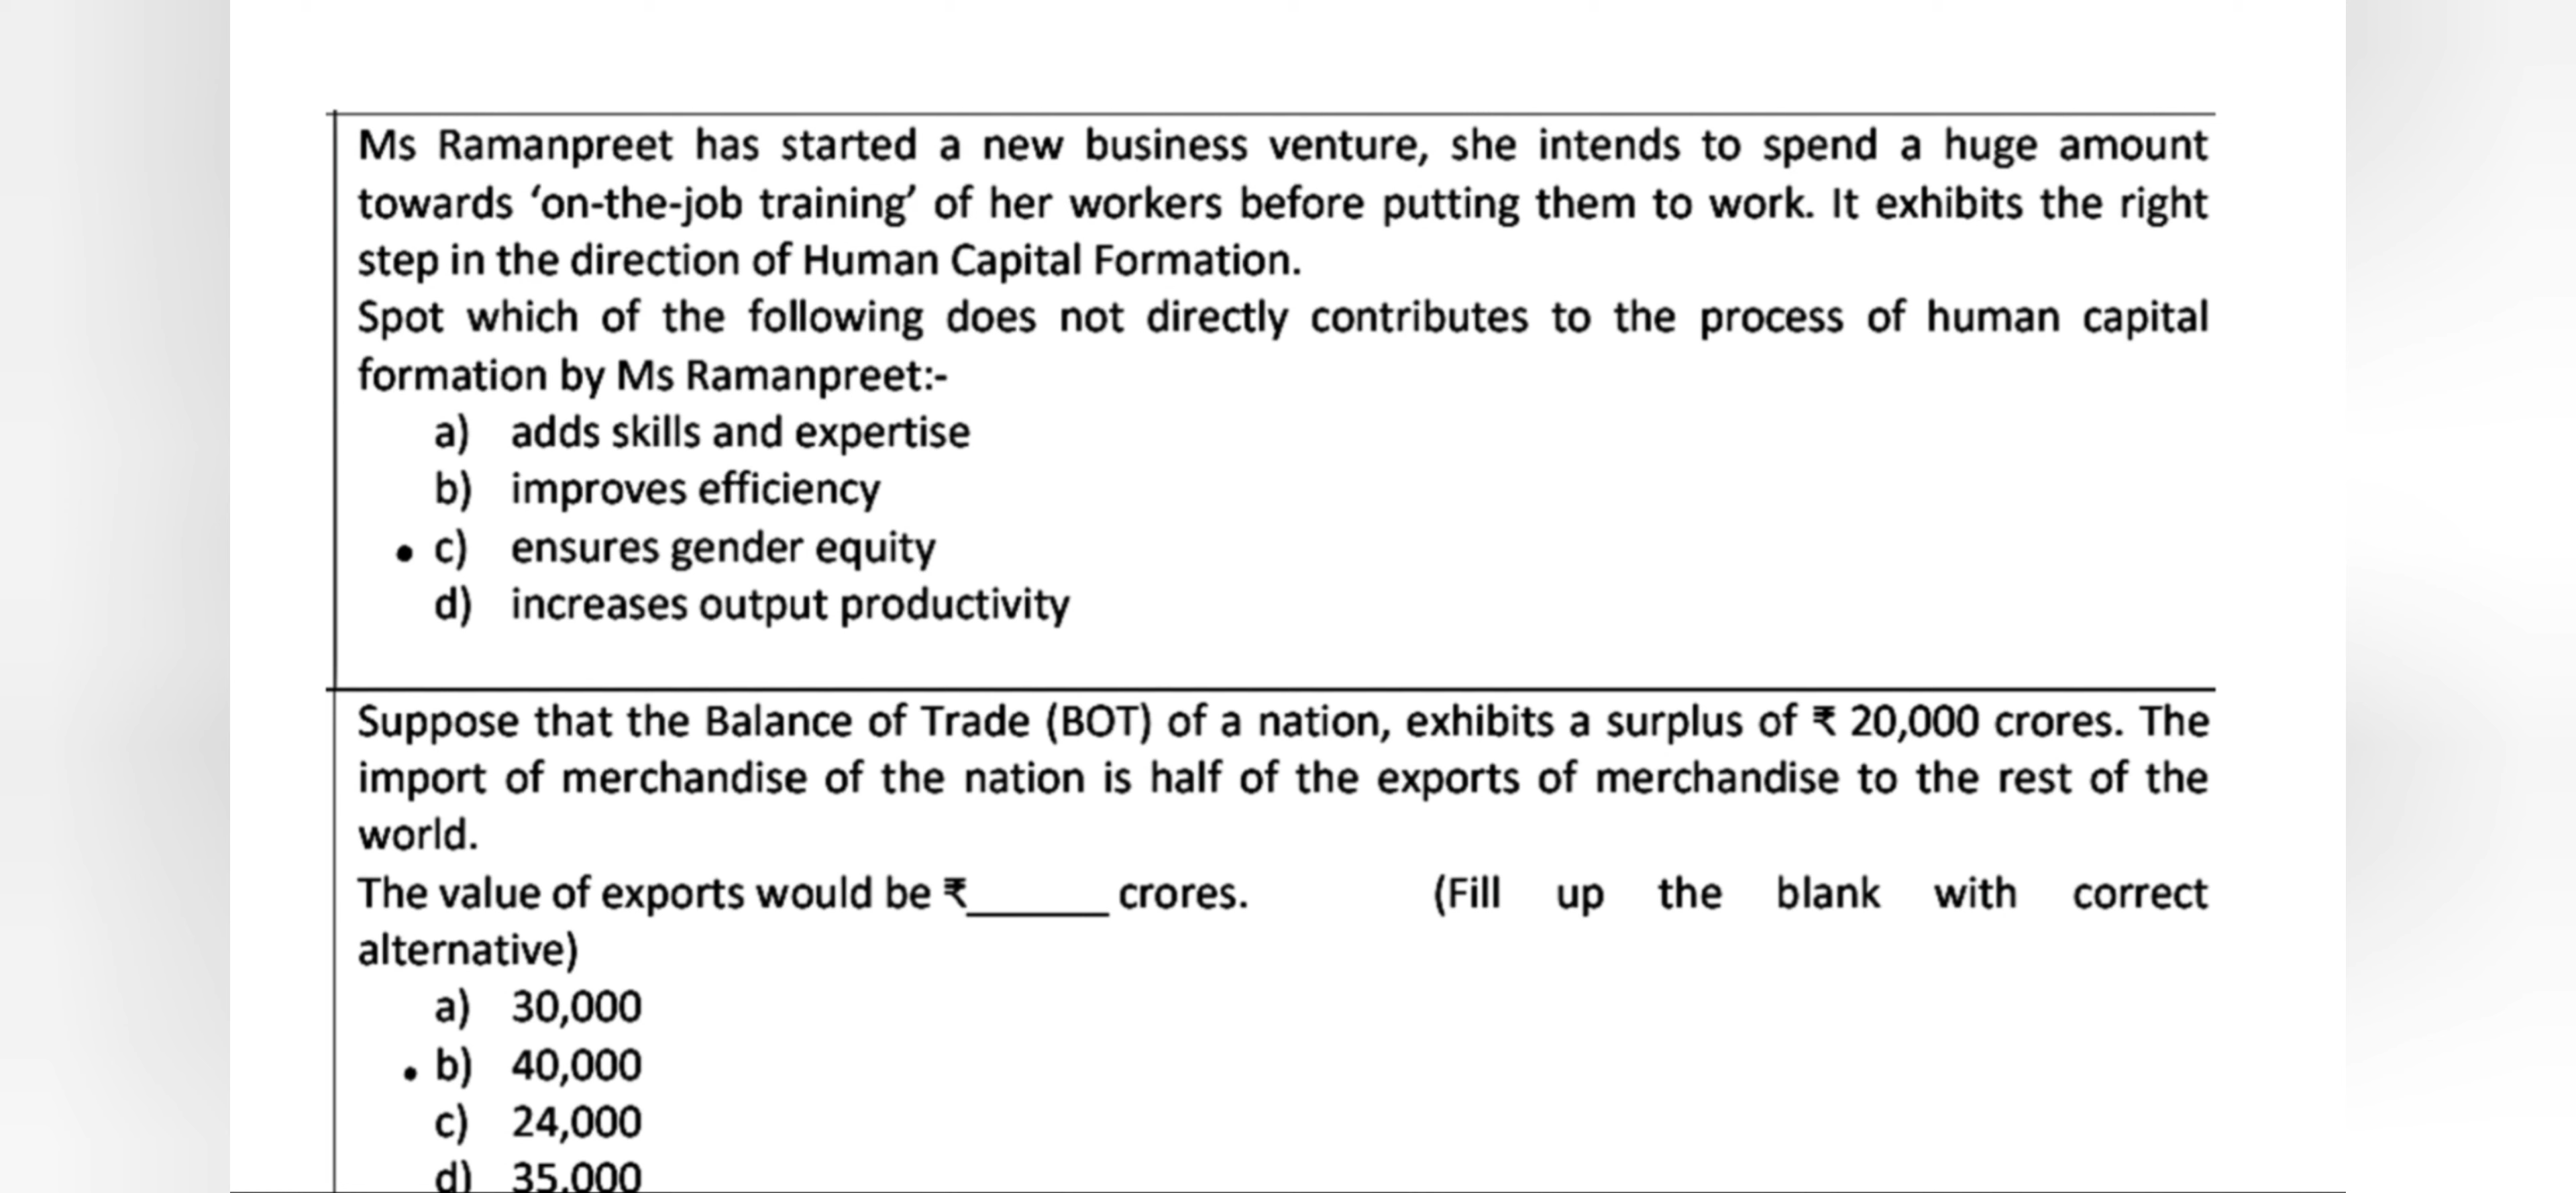 Ms Ramanpreet has started a new business venture, she intends to spend a huge amount
towards ‘on-the-job training’ of her workers before putting them to work. It exhibits the right
step in the direction of Human Capital Formation.
Spot which of the following does not directly contributes to the process of human capital
formation by Ms Ramanpreet:-
a) adds skills and expertise
b) improves efficiency
• c) ensures gender equity
d) increases output productivity
Suppose that the Balance of Trade (BOT) of a nation, exhibits a surplus of ₹ 20,000 crores. The
import of merchandise of the nation is half of the exports of merchandise to the rest of the
world.
The value of exports would be ₹______ crores. (Fill up the blank with correct
alternative)
a) 30,000
• b) 40,000
c) 24,000
d) 35,000